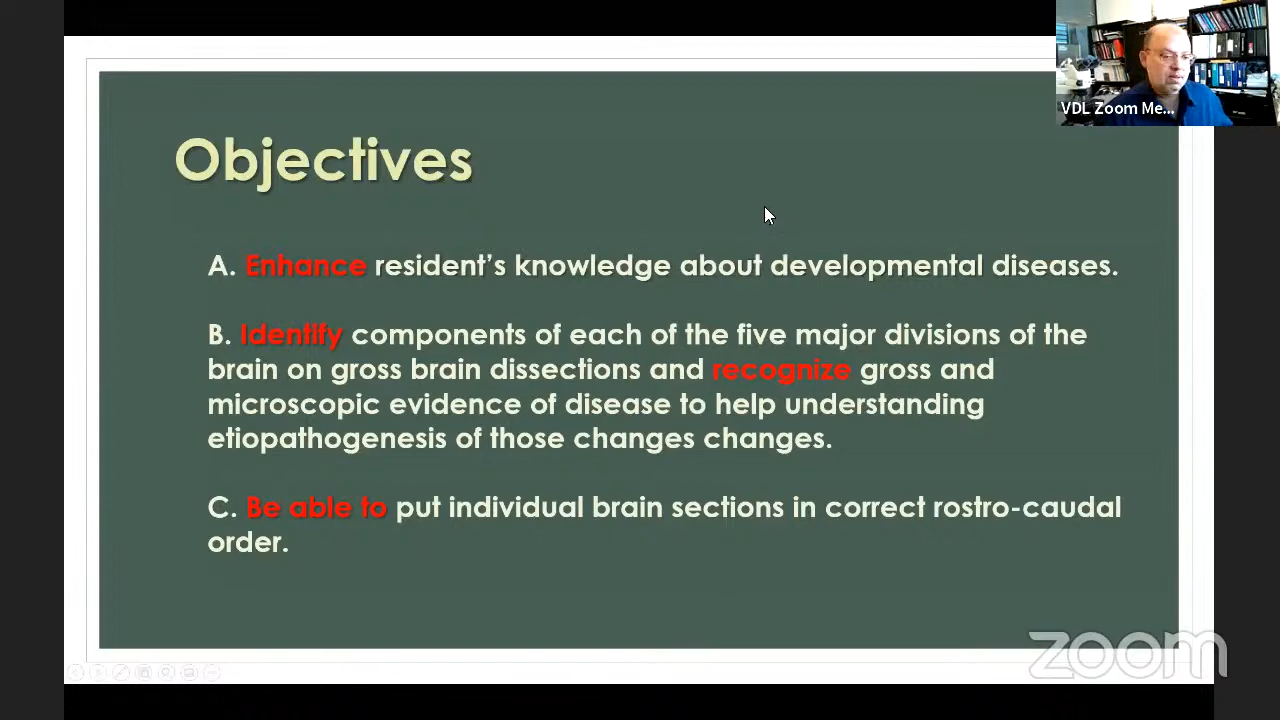 VDL Zoom Me...
Objectives
A. Enhance resident's knowledge about developmental diseases.
B. Identify components of each of the five major divisions of the
brain on gross brain dissections and recognize gross and
microscopic evidence of disease to help understanding
etiopathogenesis of those changes changes.
C. Be able to put individual brain sections in correct rostro-caudal
order.
zoom